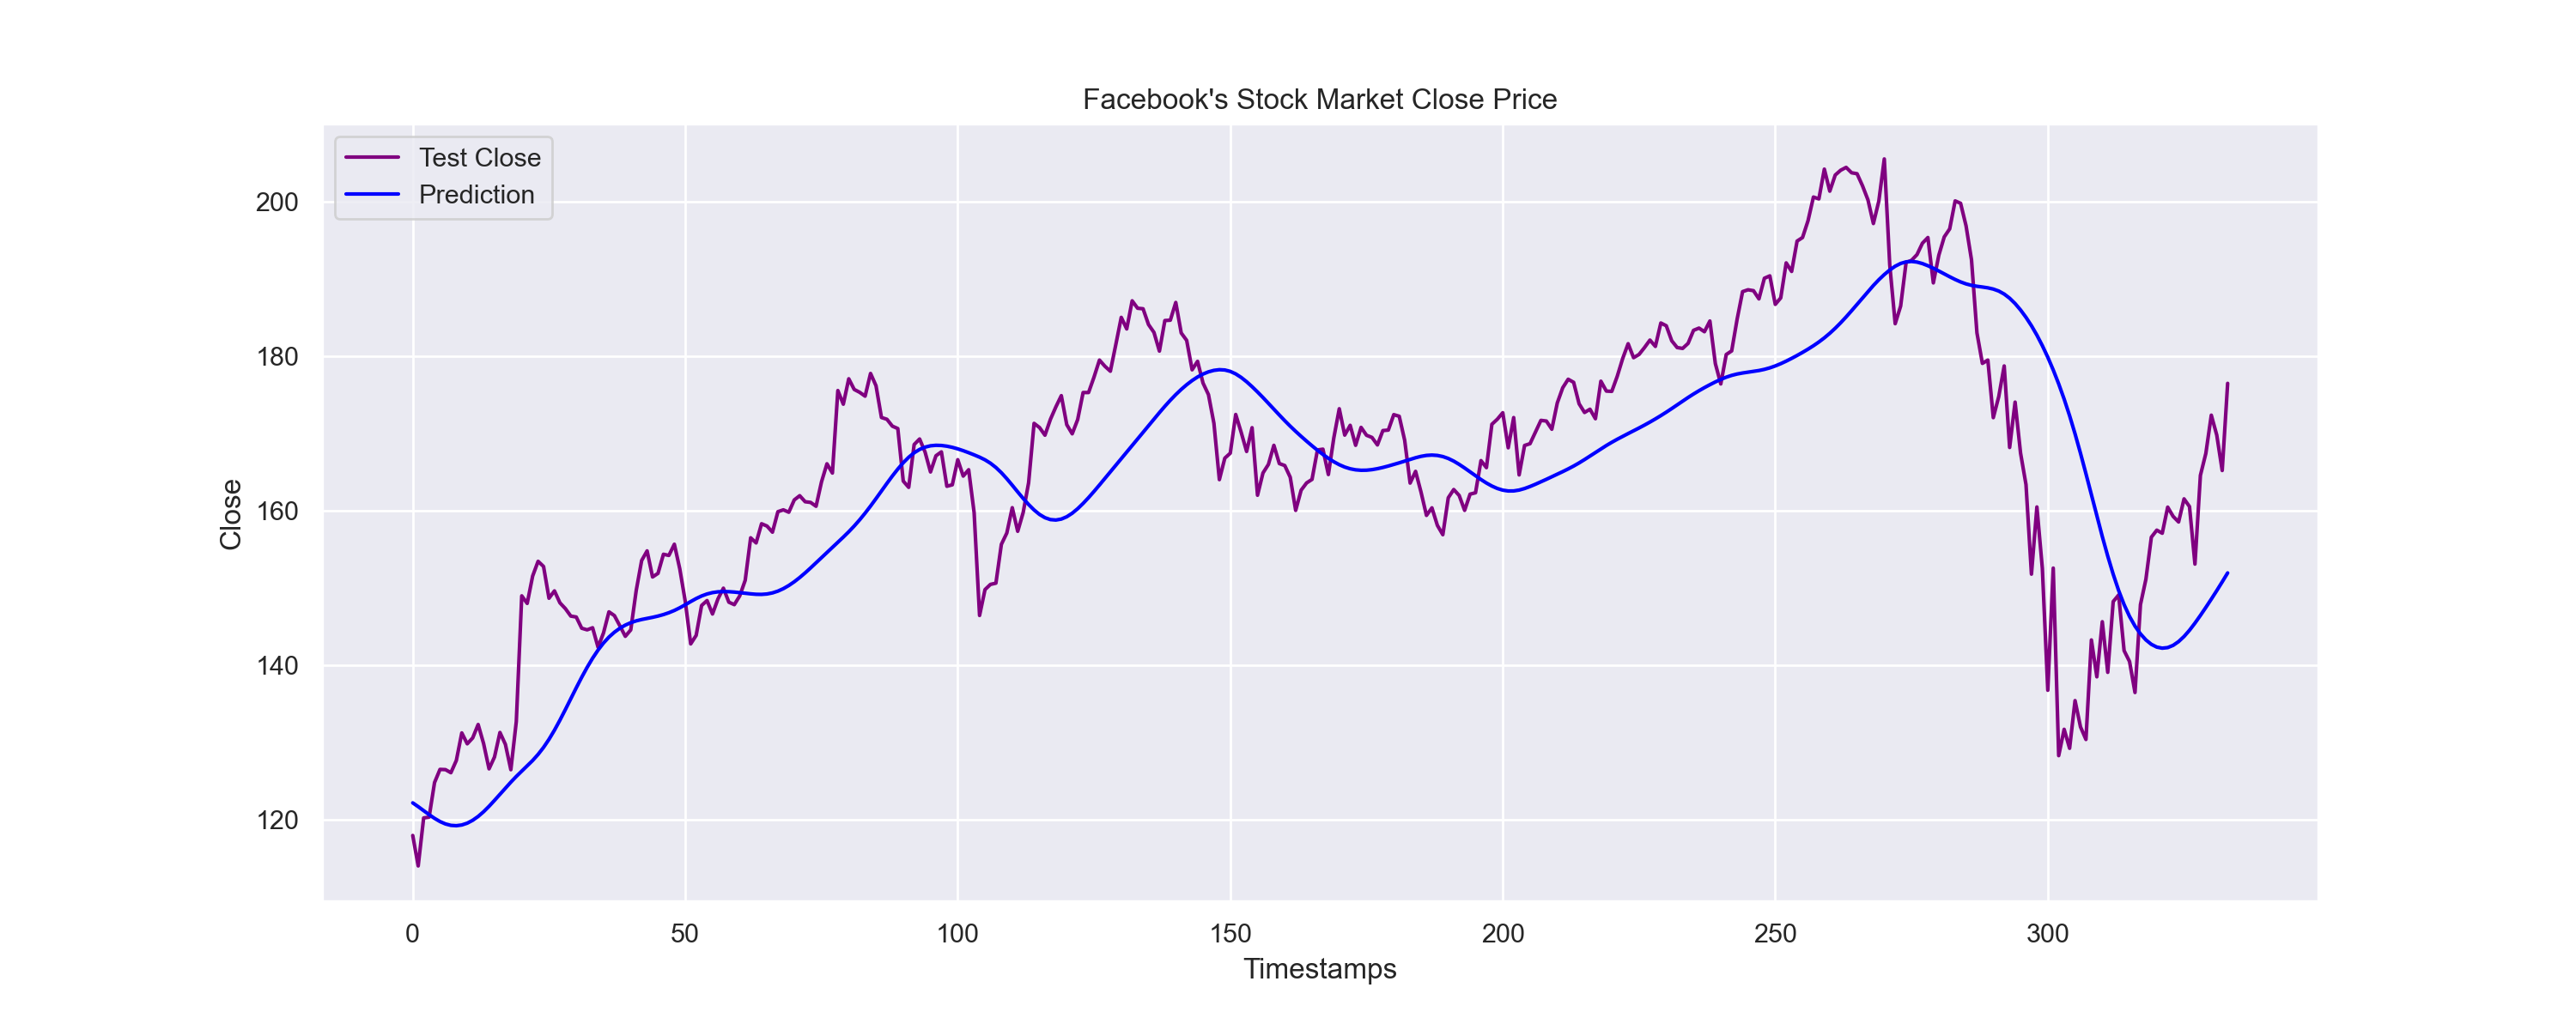 Facebook's Stock Market Close Price
Test Close
Prediction
200
180
160
140
120
Close
0 50 100 150 200 250 300
Timestamps